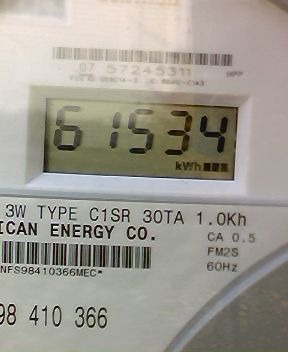 07 57245311 HPP
61534
kWh
3W TYPE C1SR 30TA 1.0Kh
ICAN ENERGY CO.
CA 0.5
FM2S
NFS98410366MEC*
60Hz
98 410 366